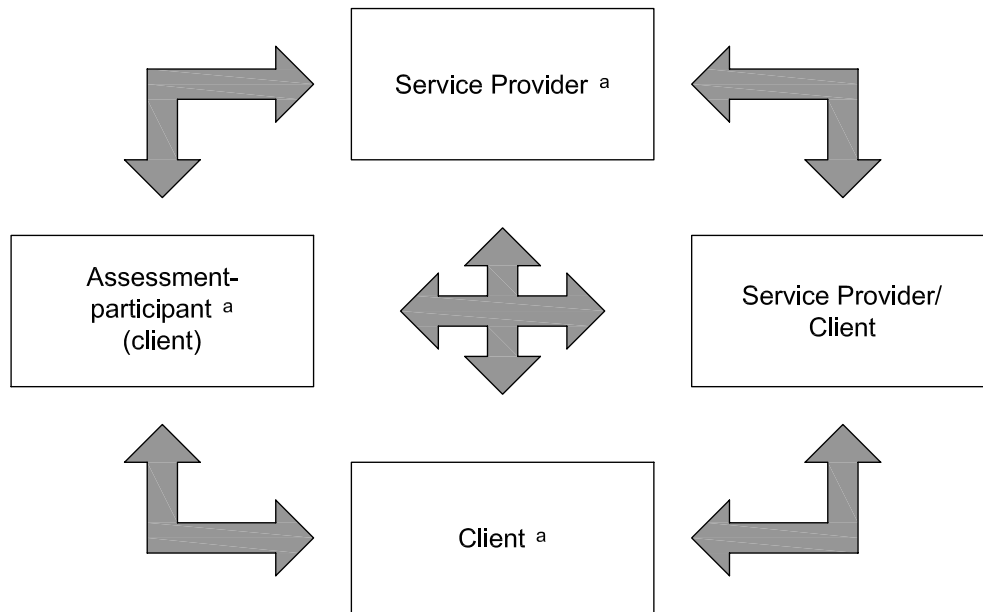 Service Provider a
Assessment-
participant a
(client)
Service Provider/
Client
Client a